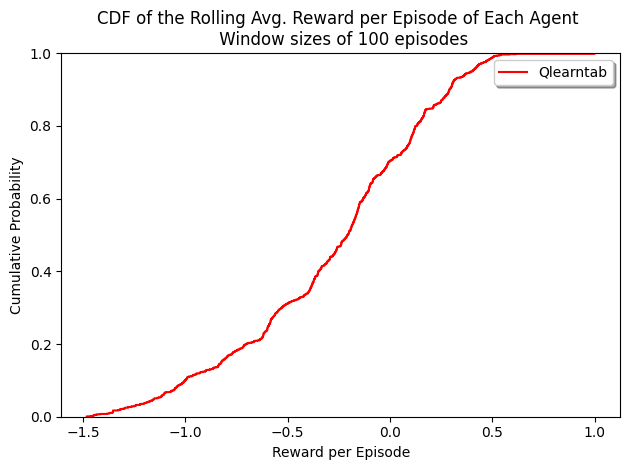 CDF of the Rolling Avg. Reward per Episode of Each Agent
Window sizes of 100 episodes
Qlearntab
1.0
0.8
0.6
0.4
0.2
0.0
Cumulative Probability
−1.5
−1.0
−0.5
0.0
0.5
1.0
Reward per Episode